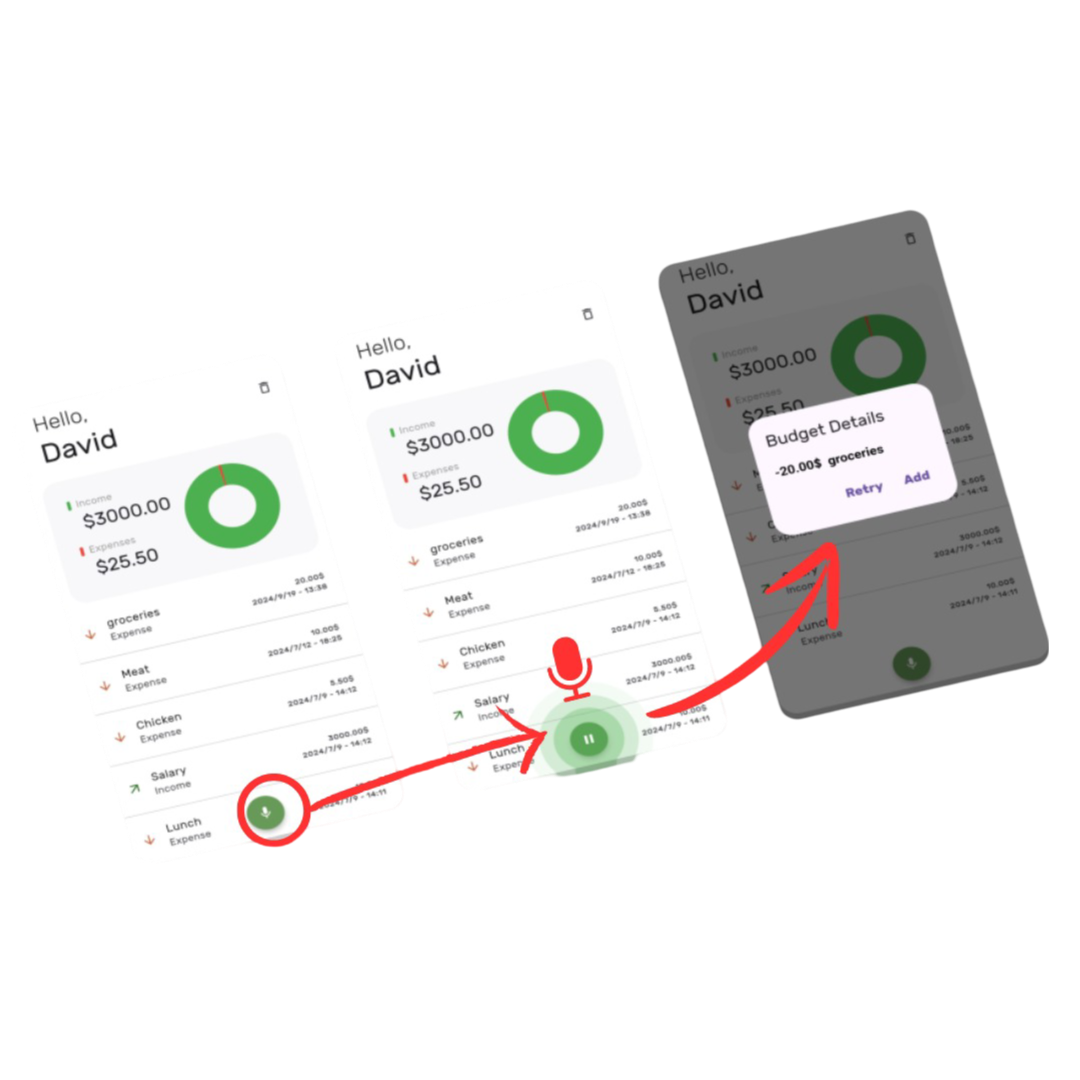 Hello,
David
Income
$3000.00
Expenses
$25.50
groceries
Expense
20.00$
2024/9/19 - 13:38
Meat
Expense
10.00$
2024/7/12 - 18:25
Chicken
Expense
5.50$
2024/7/9 - 14:12
Salary
Income
3000.00$
2024/7/9 - 14:12
Lunch
Expense
2024/7/9 - 14:11
Hello,
David
Income
$3000.00
Expenses
$25.50
groceries
Expense
20.00$
2024/9/19 - 13:38
Meat
Expense
10.00$
2024/7/12 - 18:25
Chicken
Expense
5.50$
2024/7/9 - 14:12
Salary
Income
3000.00$
2024/7/9 - 14:12
Lunch
Expense
10.00$
2024/7/9 - 14:11
Hello,
David
Income
$3000.00
Expenses
$25.50
Budget Details
-20.00$ groceries
Retry Add
10.00$
18:25
5.50$
14:12
Salary
Income
3000.00$
2024/7/9 - 14:12
Lunch
Expense
10.00$
2024/7/9 - 14:11